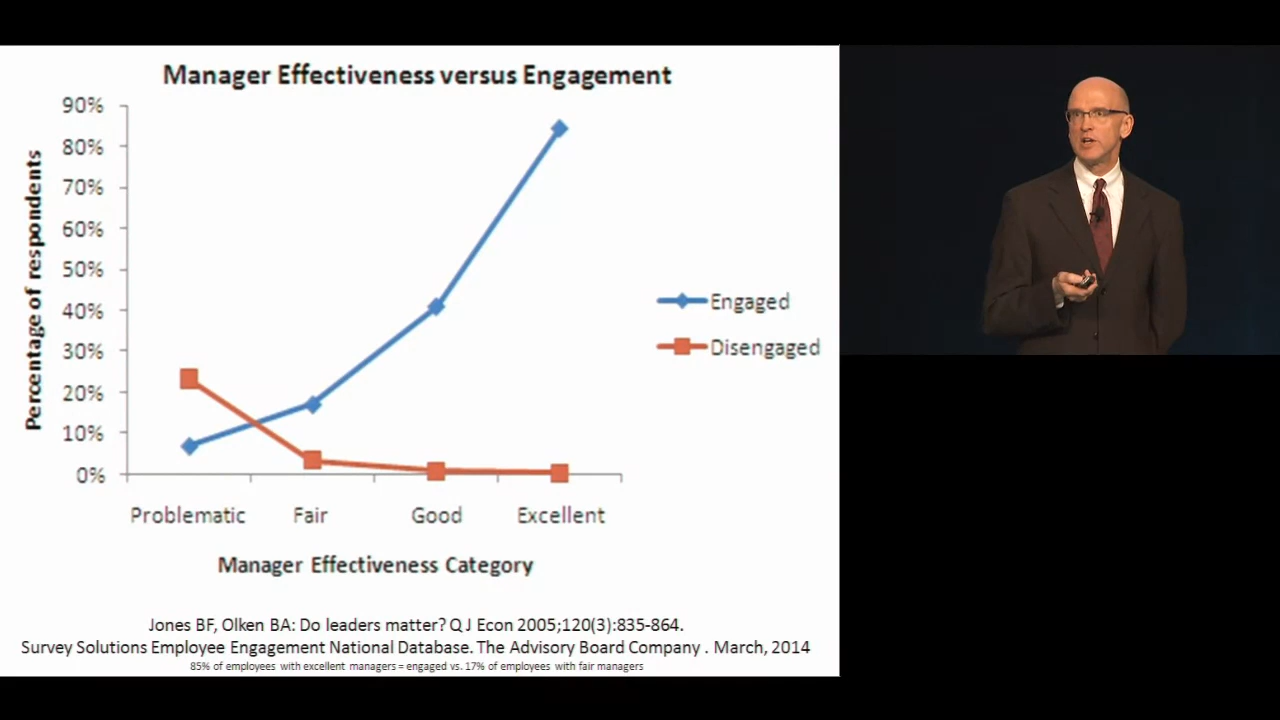 Manager Effectiveness versus Engagement
Percentage of respondents
90%
80%
70%
60%
50%
40%
30%
20%
10%
0%
Engaged
Disengaged
Problematic Fair Good Excellent
Manager Effectiveness Category
Jones BF, Olken BA: Do leaders matter? Q J Econ 2005;120(3):835-864.
Survey Solutions Employee Engagement National Database. The Advisory Board Company . March, 2014
85% of employees with excellent managers = engaged vs. 17% of employees with fair managers